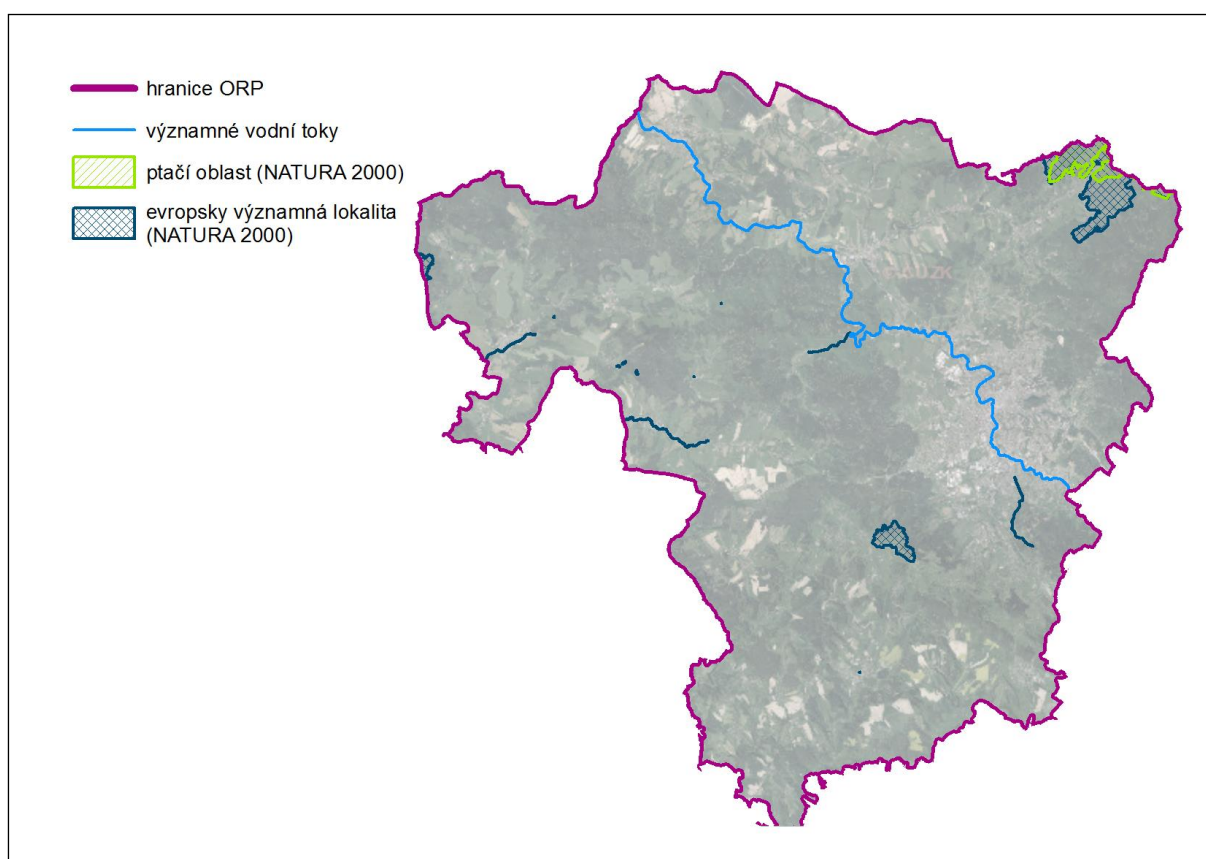 hranice ORP
významné vodní toky
ptačí oblast (NATURA 2000)
evropsky významná lokalita
(NATURA 2000)